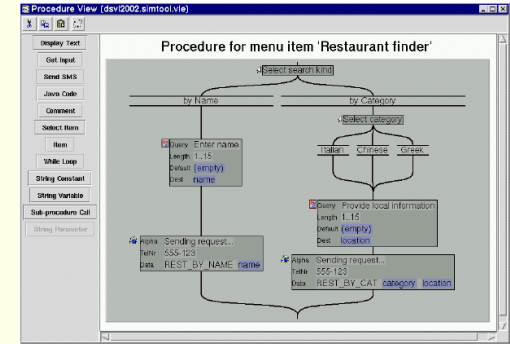 Procedure View (dsvl2002.simtool.vle)
Procedure for menu item 'Restaurant finder'
Display Text
Get Input
Send SMS
Java Code
Comment
Select Item
Item
While Loop
String Constant
String Variable
Sub-procedure Call
String Parameter
Select search kind
by Name
by Category
Select category
Italian Chinese Greek
Query Enter name
Length 1..15
Default (empty)
Dest name
Query Provide local information
Length 1..15
Default (empty)
Dest location
Alpha Sending request...
TelNr 555-123
Data REST_BY_NAME name
Alpha Sending request...
TelNr 555-123
Data REST_BY_CAT category location